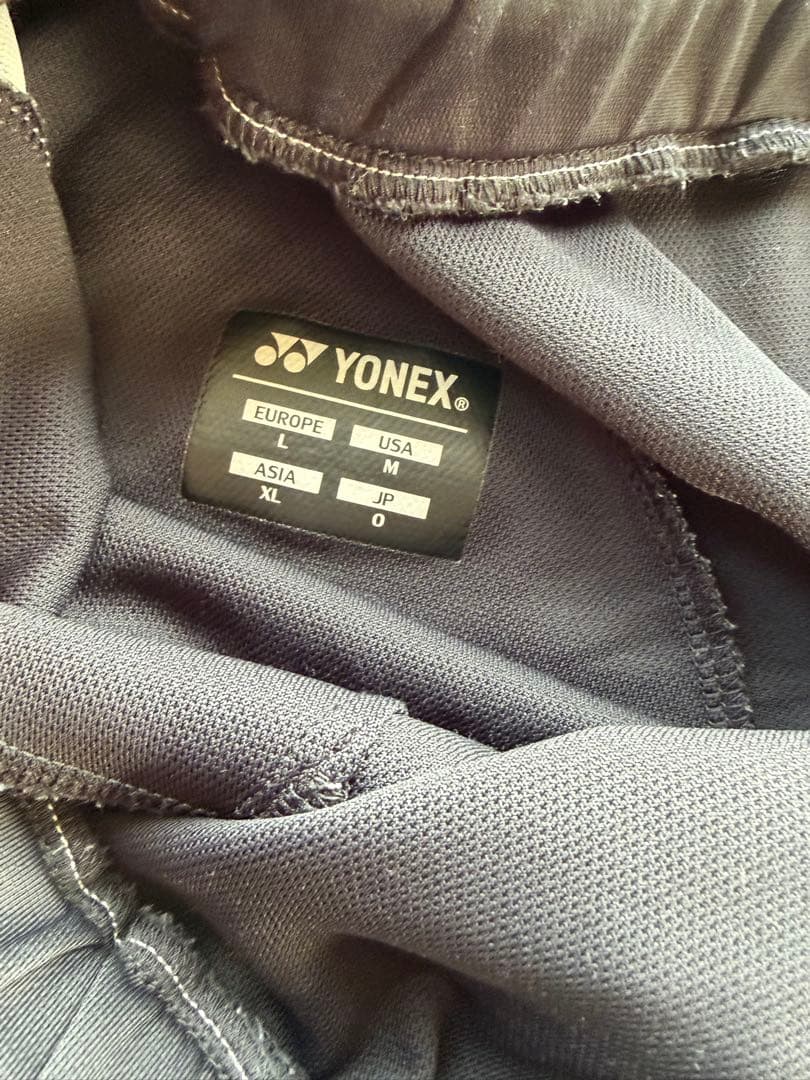 YONEX®
EUROPE USA
L M
ASIA JP
XL O